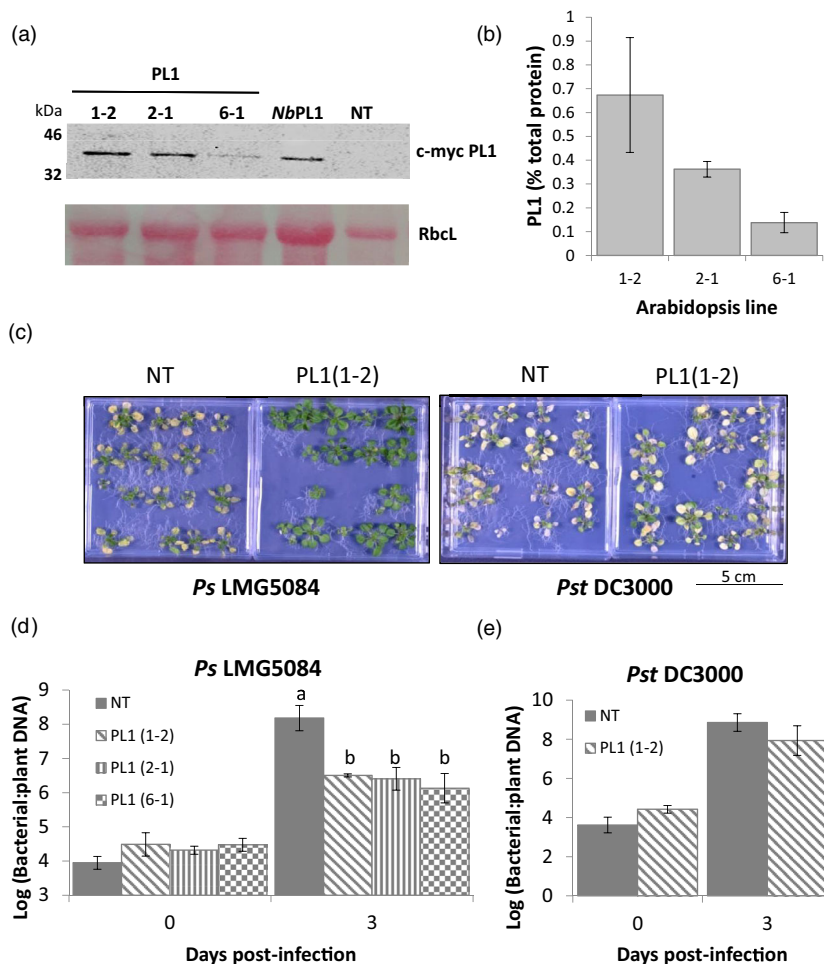 (a)
PL1
kDa
1-2 2-1 6-1 NbPL1 NT
46
32
c-myc PL1
RbcL
(b)
PL1 (% total protein)
1
0.9
0.8
0.7
0.6
0.5
0.4
0.3
0.2
0.1
0
1-2 2-1 6-1
Arabidopsis line
(c)
NT PL1(1-2) NT PL1(1-2)
Ps LMG5084 Pst DC3000
5 cm
(d)
Ps LMG5084
Log (Bacterial:plant DNA)
9
8
7
6
5
4
3
NT
PL1 (1-2)
PL1 (2-1)
PL1 (6-1)
a
b b b
0 3
Days post-infection
(e)
Pst DC3000
Log (Bacterial:plant DNA)
10
8
6
4
2
0
NT
PL1 (1-2)
0 3
Days post-infection